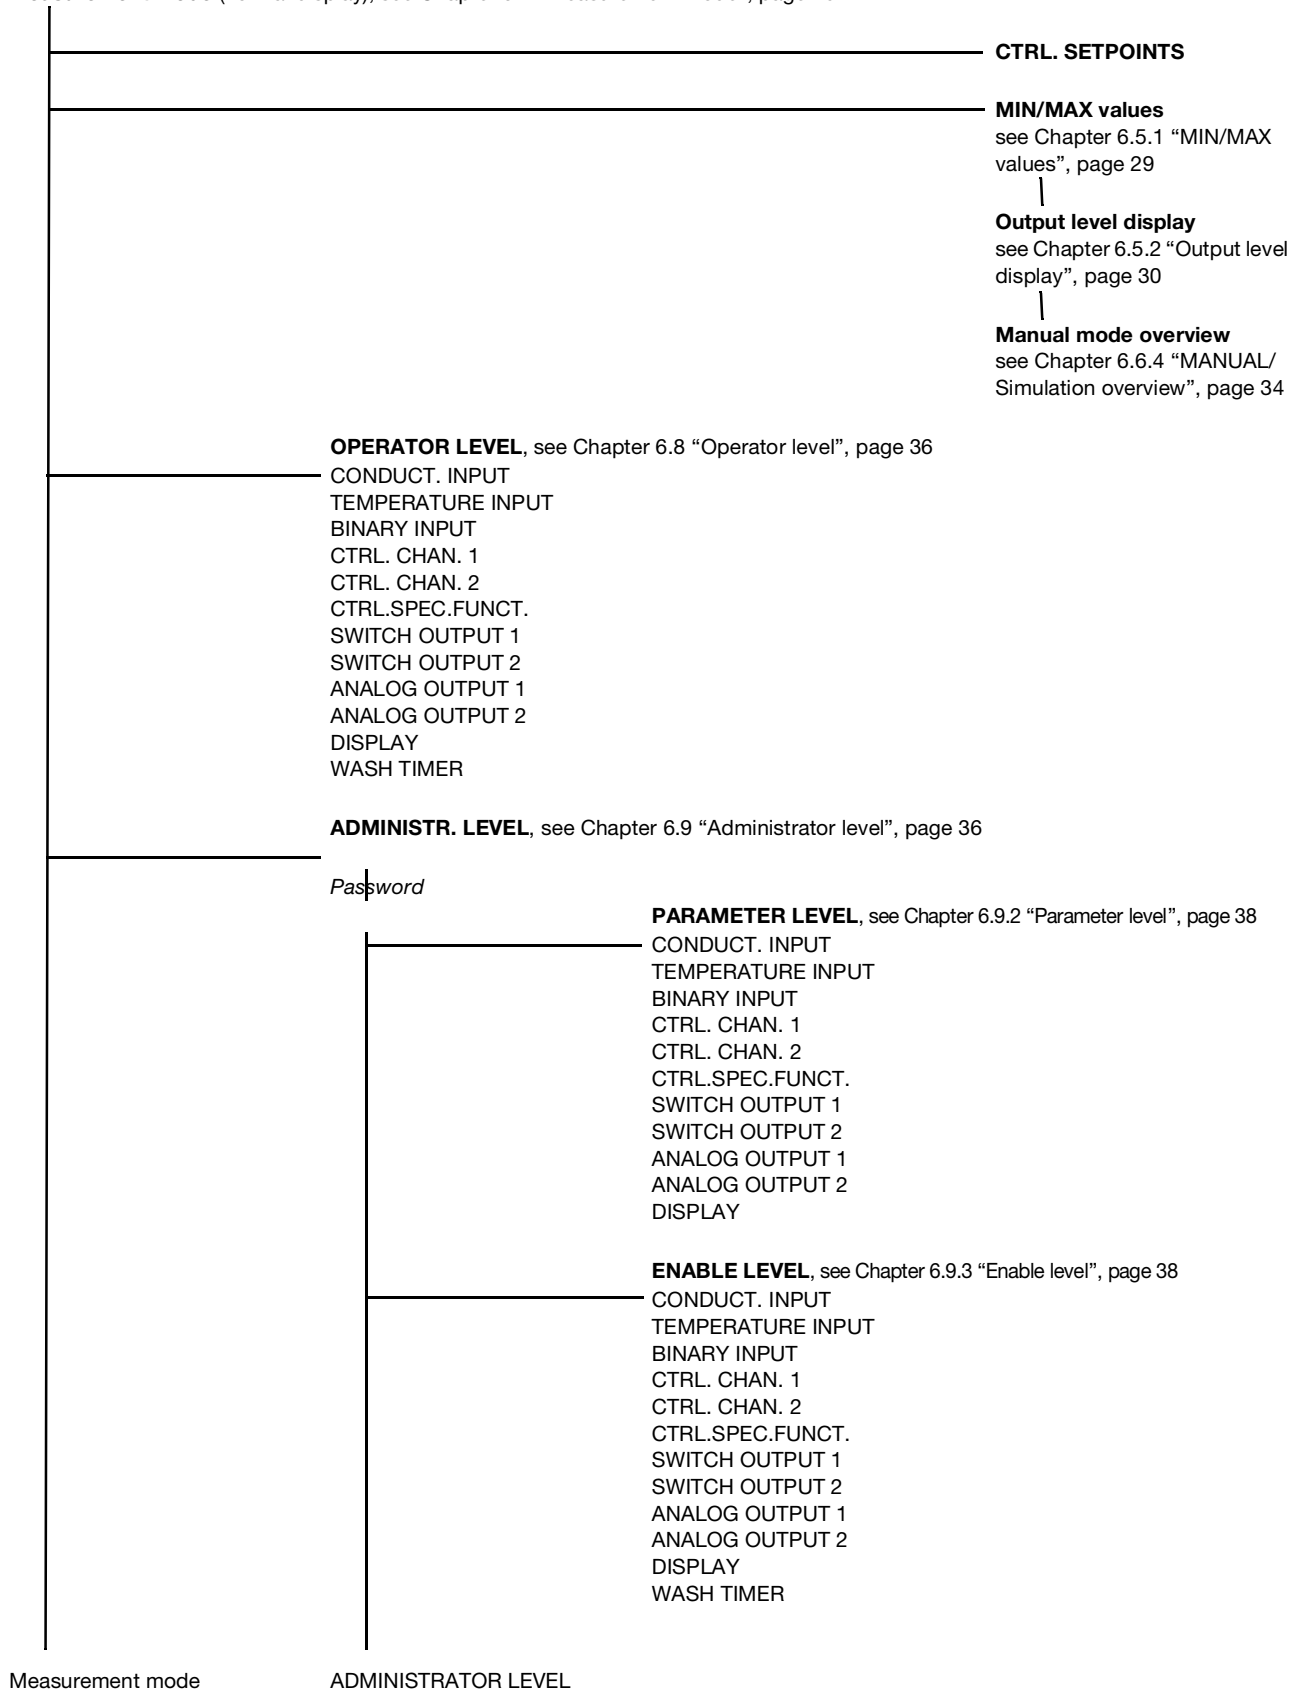 CTRL. SETPOINTS
MIN/MAX values
see Chapter 6.5.1 “MIN/MAX
values”, page 29
Output level display
see Chapter 6.5.2 “Output level
display”, page 30
Manual mode overview
see Chapter 6.6.4 “MANUAL/
Simulation overview”, page 34
OPERATOR LEVEL, see Chapter 6.8 “Operator level”, page 36
CONDUCT. INPUT
TEMPERATURE INPUT
BINARY INPUT
CTRL. CHAN. 1
CTRL. CHAN. 2
CTRL.SPEC.FUNCT.
SWITCH OUTPUT 1
SWITCH OUTPUT 2
ANALOG OUTPUT 1
ANALOG OUTPUT 2
DISPLAY
WASH TIMER
ADMINISTR. LEVEL, see Chapter 6.9 “Administrator level”, page 36
Password
PARAMETER LEVEL, see Chapter 6.9.2 “Parameter level”, page 38
CONDUCT. INPUT
TEMPERATURE INPUT
BINARY INPUT
CTRL. CHAN. 1
CTRL. CHAN. 2
CTRL.SPEC.FUNCT.
SWITCH OUTPUT 1
SWITCH OUTPUT 2
ANALOG OUTPUT 1
ANALOG OUTPUT 2
DISPLAY
ENABLE LEVEL, see Chapter 6.9.3 “Enable level”, page 38
CONDUCT. INPUT
TEMPERATURE INPUT
BINARY INPUT
CTRL. CHAN. 1
CTRL. CHAN. 2
CTRL.SPEC.FUNCT.
SWITCH OUTPUT 1
SWITCH OUTPUT 2
ANALOG OUTPUT 1
ANALOG OUTPUT 2
DISPLAY
WASH TIMER
Measurement mode
ADMINISTRATOR LEVEL